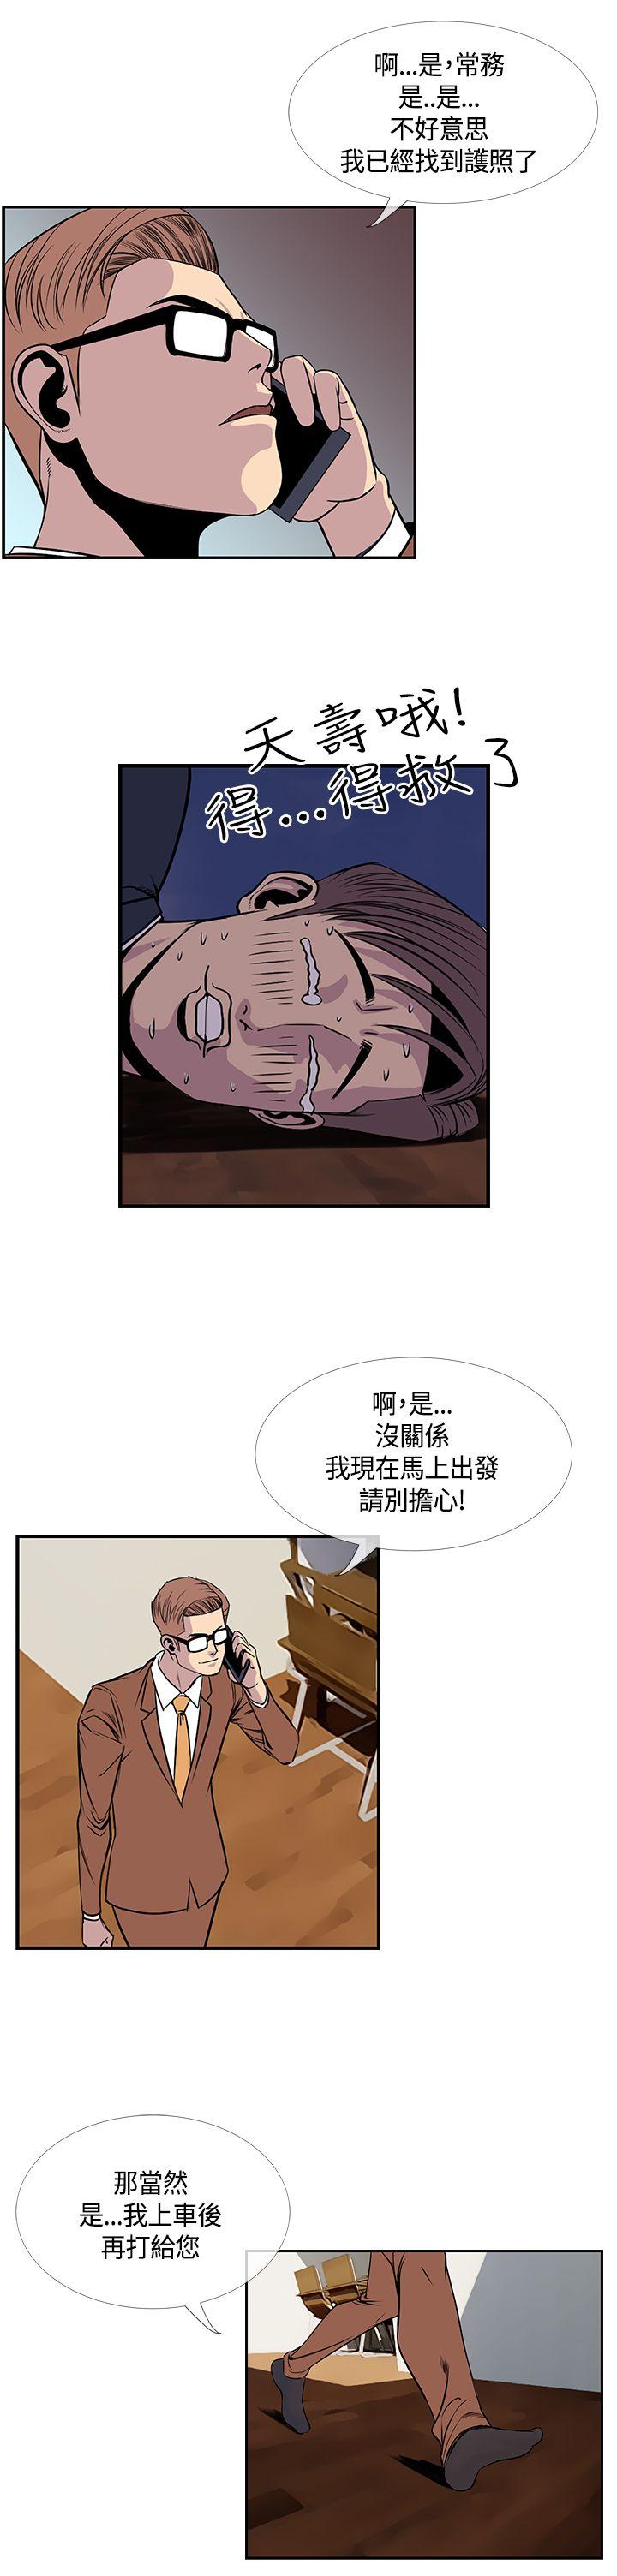 啊...是，常務
是..是...
不好意思
我已經找到護照了
天壽哦!
得...得救了
啊，是...
沒關係
我現在馬上出發
請別擔心!
那當然
是...我上車後
再打給您